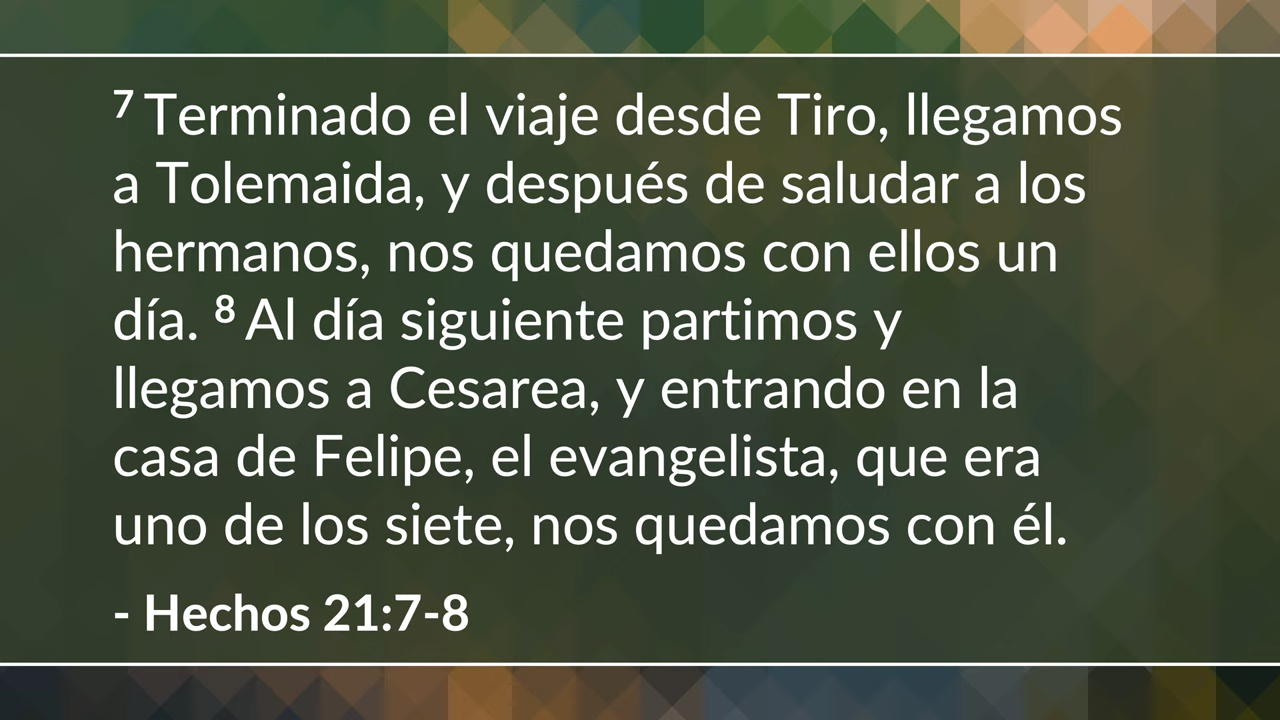 7 Terminado el viaje desde Tiro, llegamos
a Tolemaida, y después de saludar a los
hermanos, nos quedamos con ellos un
día. 8 Al día siguiente partimos y
llegamos a Cesarea, y entrando en la
casa de Felipe, el evangelista, que era
uno de los siete, nos quedamos con él.
- Hechos 21:7-8